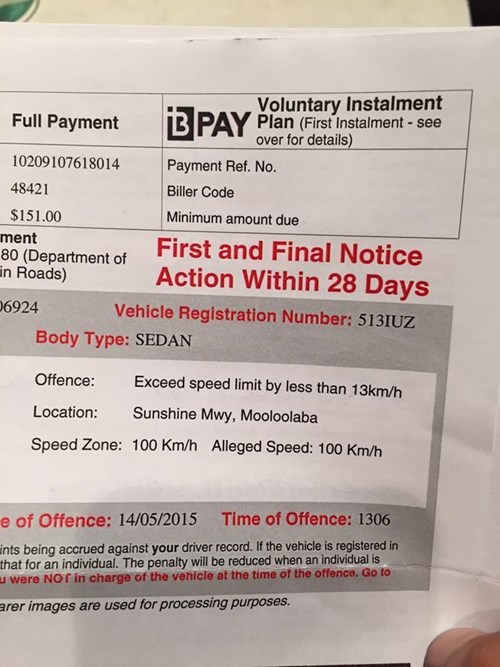 Full Payment
BPAY
Voluntary Instalment
Plan (First Instalment - see
over for details)
10209107618014
Payment Ref. No.
48421
Biller Code
$151.00
Minimum amount due
ment
80 (Department of
in Roads)
First and Final Notice
Action Within 28 Days
06924
Vehicle Registration Number: 513IUZ
Body Type: SEDAN
Offence: Exceed speed limit by less than 13km/h
Location: Sunshine Mwy, Mooloolaba
Speed Zone: 100 Km/h Alleged Speed: 100 Km/h
e of Offence: 14/05/2015 Time of Offence: 1306
ints being accrued against your driver record. If the vehicle is registered in
that for an individual. The penalty will be reduced when an individual is
u were NOT in charge of the vehicle at the time of the offence. Go to
arer images are used for processing purposes.